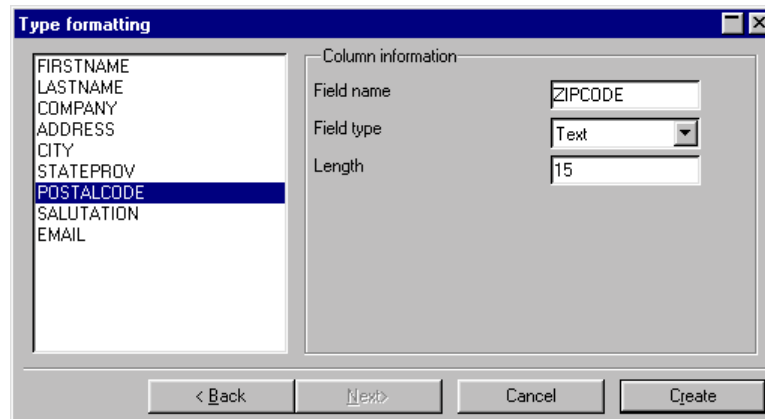 Type formatting
FIRSTNAME
LASTNAME
COMPANY
ADDRESS
CITY
STATEPROV
POSTALCODE
SALUTATION
EMAIL
Column information
Field name ZIPCODE
Field type Text
Length 15
< Back Next> Cancel Create